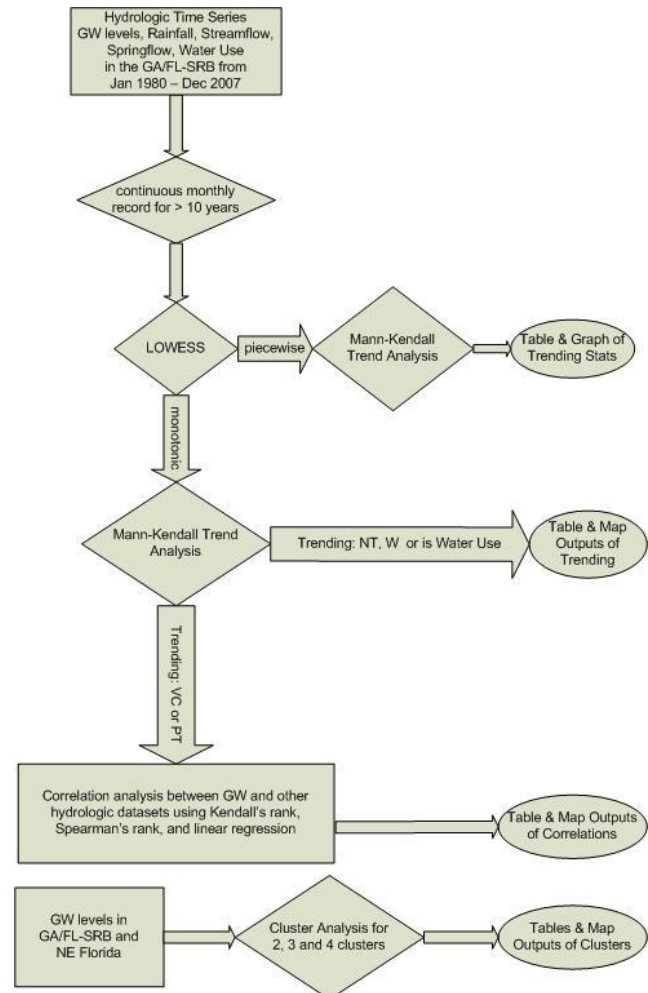 Hydrologic Time Series
GW levels, Rainfall, Streamflow,
Springflow, Water Use
in the GA/FL-SRB from
Jan 1980 – Dec 2007
continuous monthly
record for > 10 years
LOWESS
piecewise
Mann-Kendall
Trend Analysis
Table & Graph of
Trending Stats
monotonic
Mann-Kendall Trend
Analysis
Trending: NT, W or is Water Use
Table & Map
Outputs of
Trending
Trending: VC
or PT
Correlation analysis between GW and other
hydrologic datasets using Kendall's rank,
Spearman's rank, and linear regression
Table & Map Outputs
of Correlations
GW levels in
GA/FL-SRB and
NE Florida
Cluster Analysis for
2, 3 and 4 clusters
Tables & Map
Outputs of Clusters